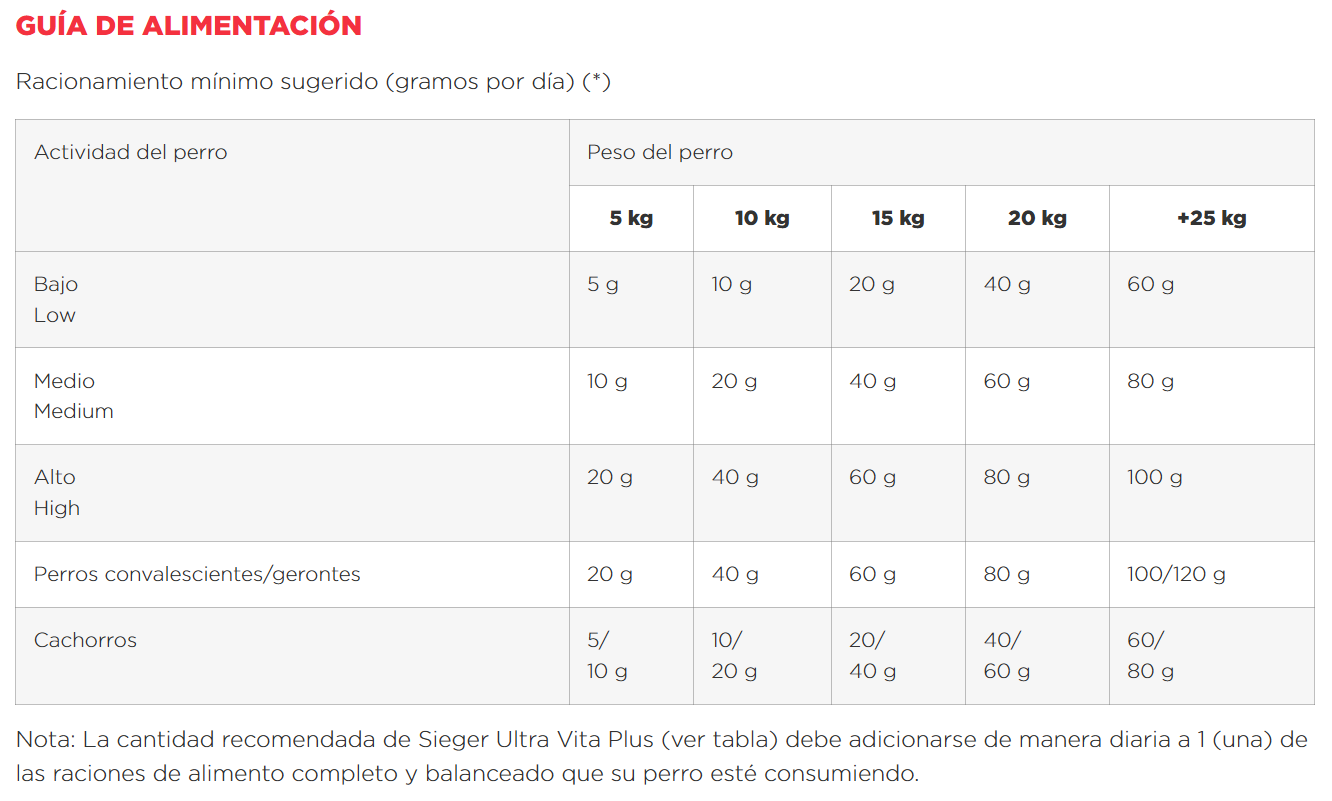 GUÍA DE ALIMENTACIÓN
Racionamiento mínimo sugerido (gramos por día) (*)
Actividad del perro
Peso del perro
5 kg 10 kg 15 kg 20 kg +25 kg
Bajo
Low
5 g 10 g 20 g 40 g 60 g
Medio
Medium
10 g 20 g 40 g 60 g 80 g
Alto
High
20 g 40 g 60 g 80 g 100 g
Perros convalescientes/gerontes 20 g 40 g 60 g 80 g 100/120 g
Cachorros 5/ 10/ 20/ 40/ 60/
10 g 20 g 40 g 60 g 80 g
Nota: La cantidad recomendada de Sieger Ultra Vita Plus (ver tabla) debe adicionarse de manera diaria a 1 (una) de
las raciones de alimento completo y balanceado que su perro esté consumiendo.